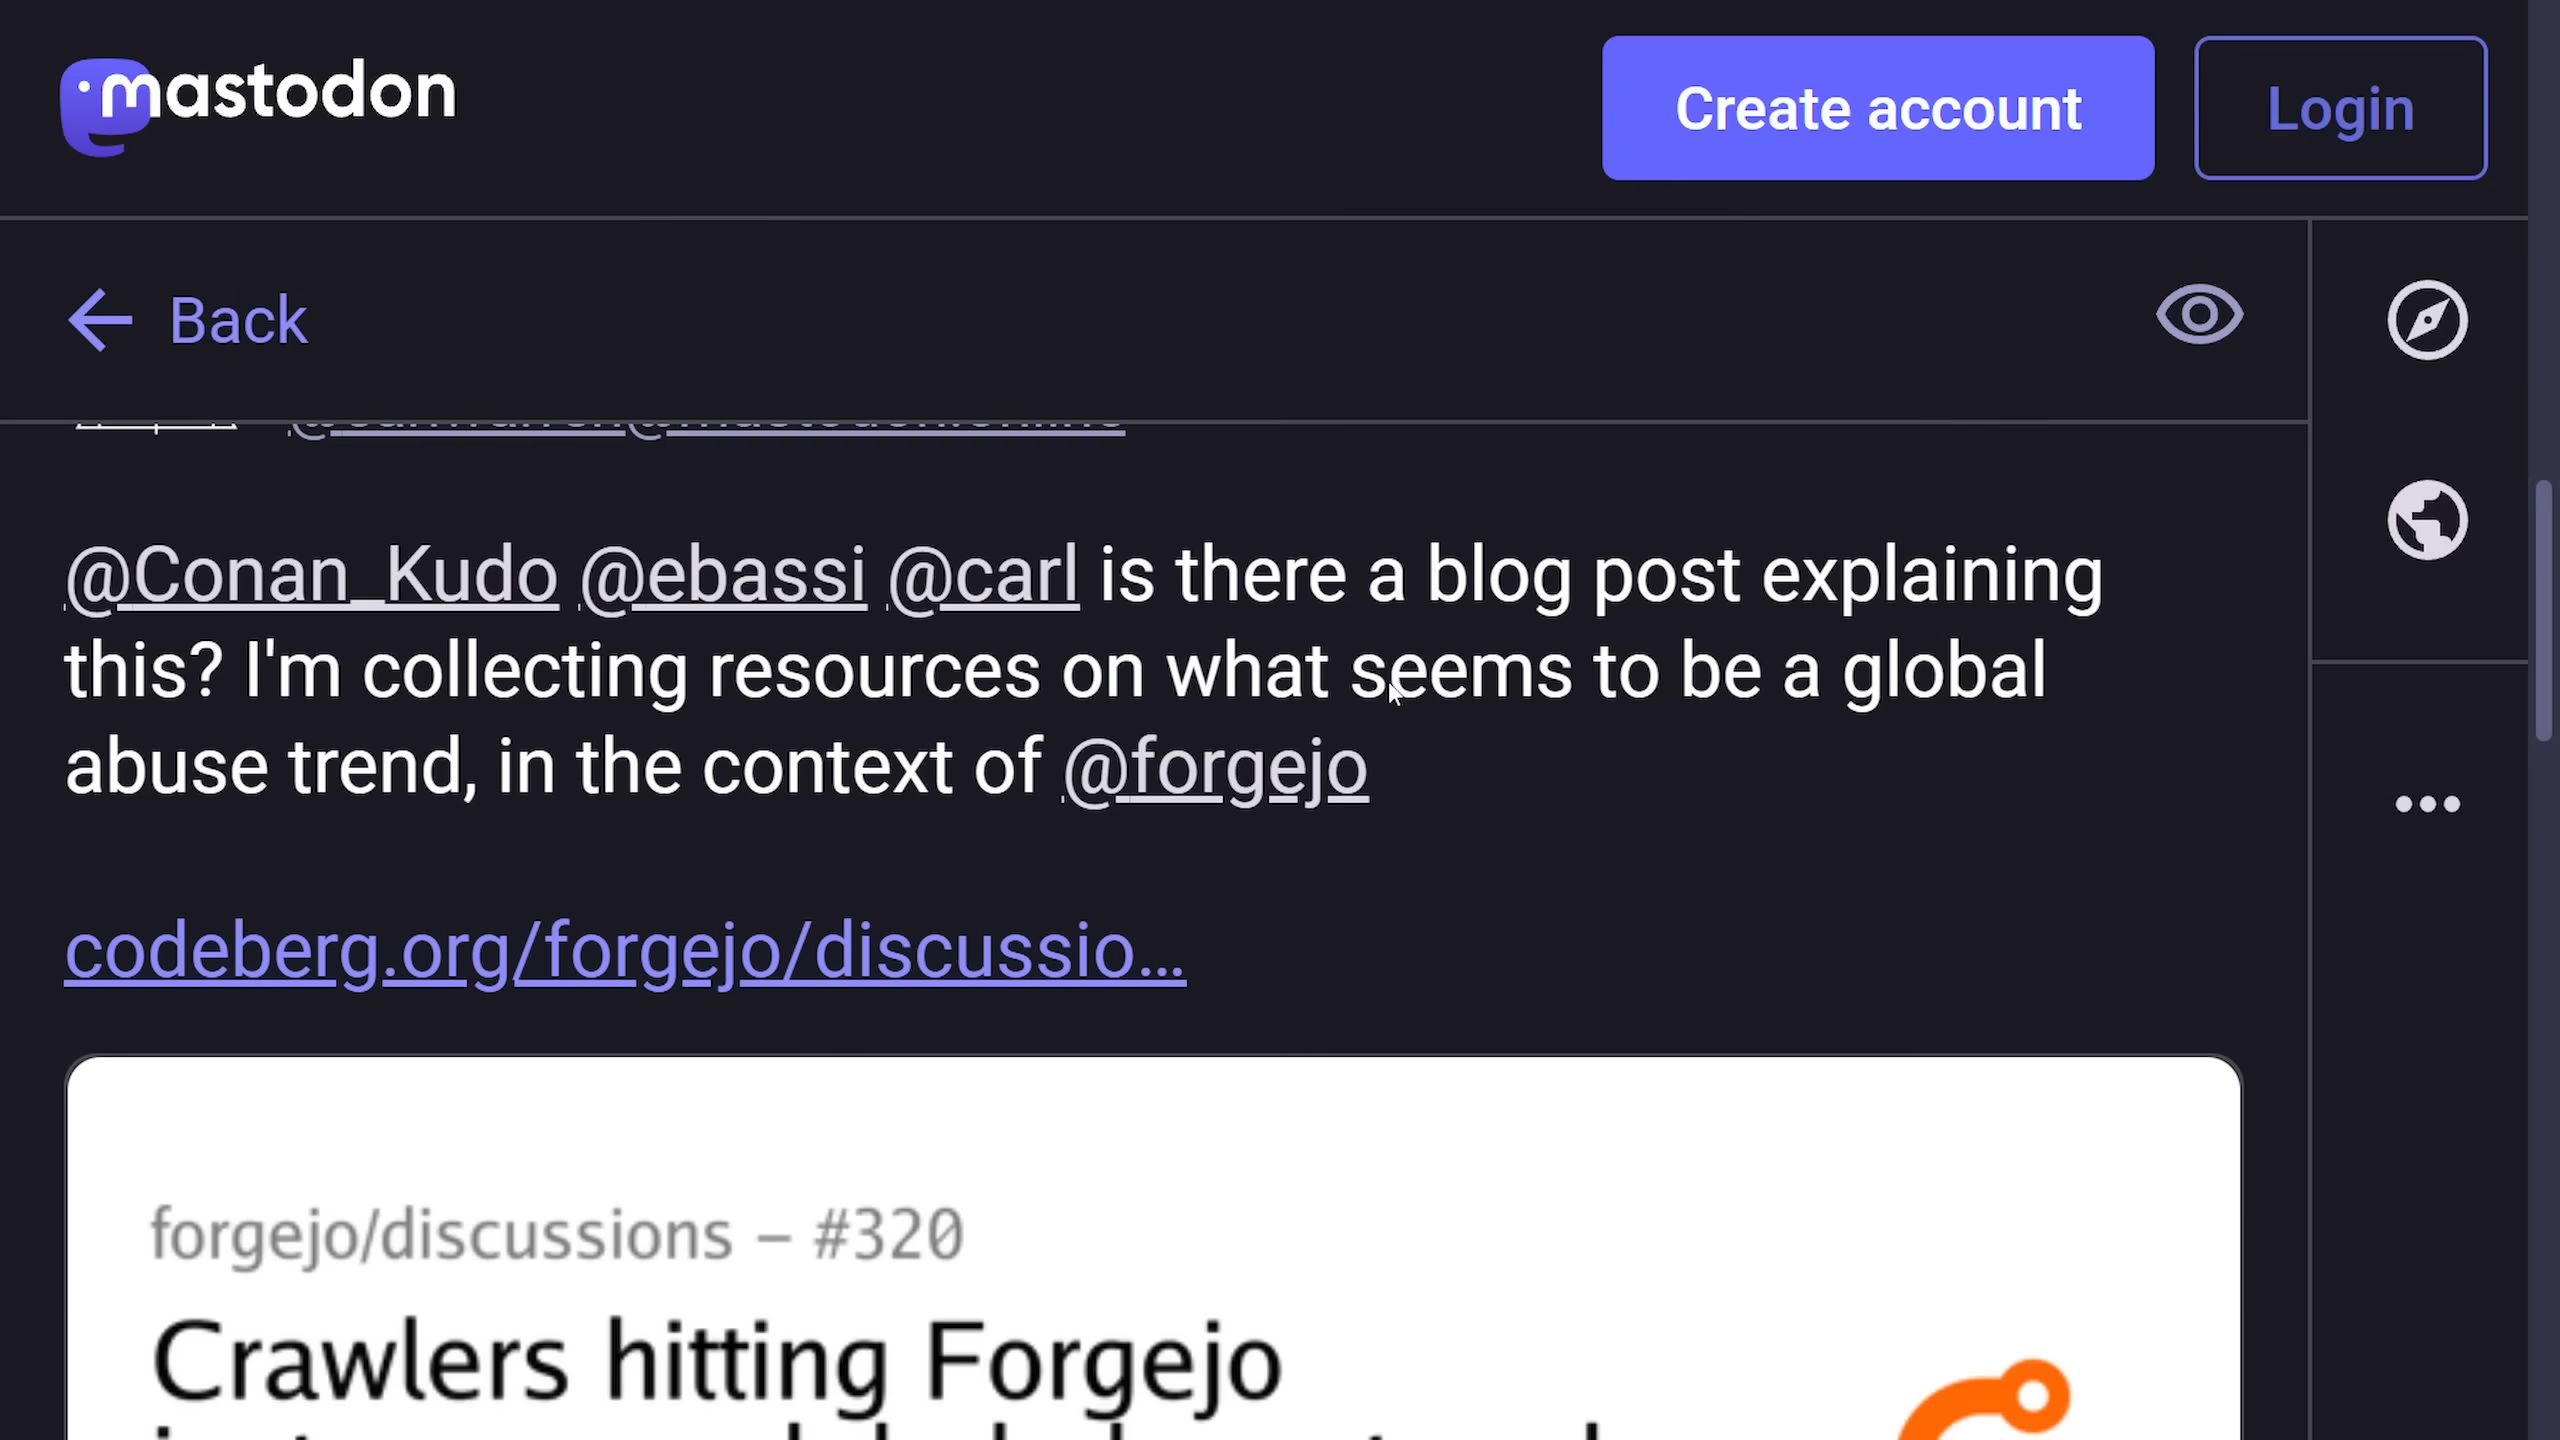 mastodon
Create account
Login
Back
@Conan_Kudo @ebassi @carl is there a blog post explaining
this? I'm collecting resources on what seems to be a global
abuse trend, in the context of @forgejo
codeberg.org/forgejo/discussio…
forgejo/discussions – #320
Crawlers hitting Forgejo